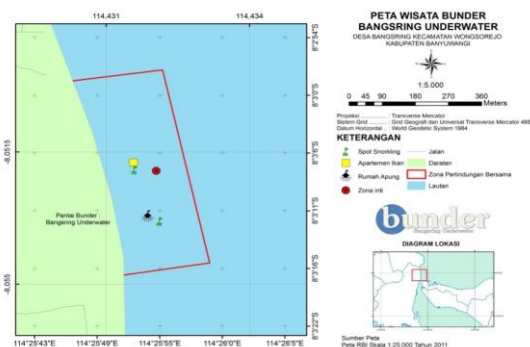 114,431
114,434
8°2'54"S
8°3'0"S
8°3'6"S
8°3'11"S
8°3'16"S
8°3'22"S
-8,0515
-8,055
Pantai Bunder
Bangsring Underwater
114°25'43"E
114°25'49"E
114°25'55"E
114°26'0"E
114°26'5"E
PETA WISATA BUNDER
BANGSRING UNDERWATER
DESA BANGSRING KECAMATAN WONGSOREJO
KABUPATEN BANYUWANGI
1:5.000
0 45 90 180 270 360
Meters
Proyeksi : Transverse Mercator
Sistem Grid : Grid Geografi dan Universal Transverse Mercator 49S
Datum Horizontal : World Geodetic System 1984
KETERANGAN
Spot Snorkling
Apartemen Ikan
Rumah Apung
Zona inti
Jalan
Daratan
Zona Perlindungan Bersama
Lautan
bunder
Bangsring Underwater
DIAGRAM LOKASI
Sumber Peta
Peta RBI Skala 1:25.000 Tahun 2011